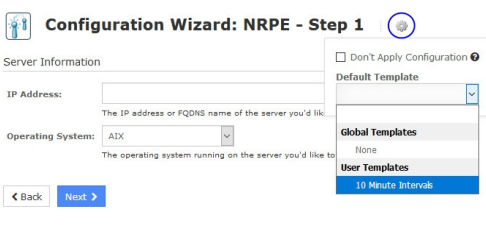 Configuration Wizard: NRPE - Step 1
Don't Apply Configuration
Default Template
Global Templates
None
User Templates
10 Minute Intervals
Server Information
IP Address:
The IP address or FQDNS name of the server you'd lik
Operating System: AIX
The operating system running on the server you'd like to
Back Next